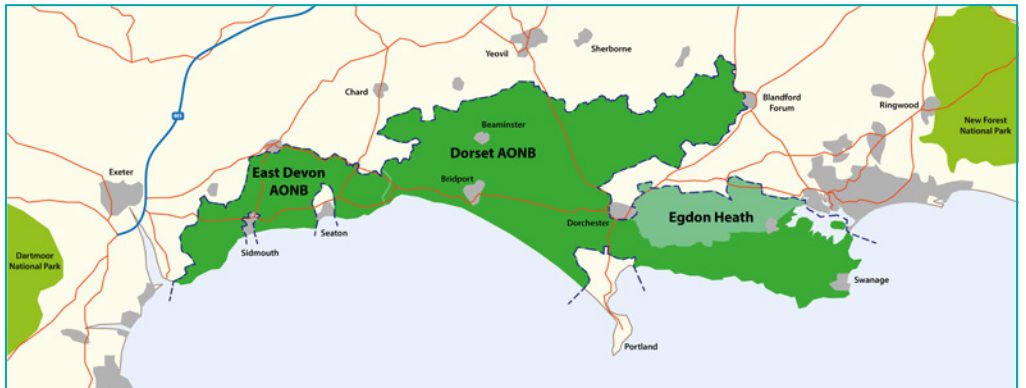 Yeovil
Sherborne
Chard
M5
Blandford
Forum
Ringwood
New Forest
National Park
Beaminster
Dorset AONB
East Devon
AONB
Exeter
Bridport
Egdon Heath
Dorchester
Seaton
Sidmouth
Dartmoor
National Park
Swanage
Portland